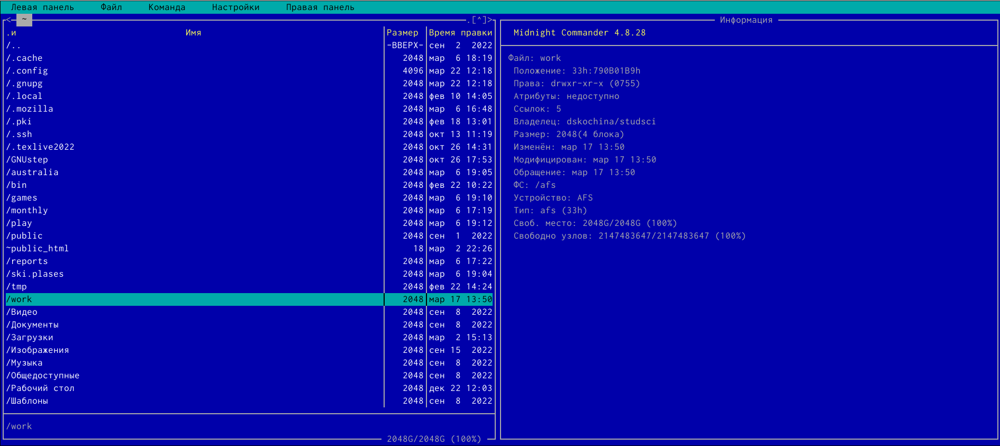 Левая панель Файл Команда Настройки Правая панель
<- ~ .[^]>
.и Имя Размер Время правки
/.. -ВВЕРХ- сен 2 2022
/.cache 2048 мар 6 18:19
/.config 4096 мар 22 12:18
/.gnupg 2048 мар 22 12:18
/.local 2048 фев 10 14:05
/.mozilla 2048 мар 6 16:48
/.pki 2048 фев 18 13:01
/.ssh 2048 окт 13 11:19
/.texlive2022 2048 окт 26 14:31
/GNUstep 2048 окт 26 17:53
/australia 2048 мар 6 19:05
/bin 2048 фев 22 10:22
/games 2048 мар 6 19:10
/monthly 2048 мар 6 17:19
/play 2048 мар 6 19:12
/public 2048 сен 1 2022
~public_html 18 мар 2 22:26
/reports 2048 мар 6 17:22
/ski.plases 2048 мар 6 19:04
/tmp 2048 фев 22 14:24
/work 2048 мар 17 13:50
/Видео 2048 сен 8 2022
/Документы 2048 сен 8 2022
/Загрузки 2048 мар 2 15:13
/Изображения 2048 сен 15 2022
/Музыка 2048 сен 8 2022
/Общедоступные 2048 сен 8 2022
/Рабочий стол 2048 дек 22 12:03
/Шаблоны 2048 сен 8 2022
/work
2048G/2048G (100%)
Информация
Midnight Commander 4.8.28
Файл: work
Положение: 33h:790B01B9h
Права: drwxr-xr-x (0755)
Атрибуты: недоступно
Ссылок: 5
Владелец: dskochina/studsci
Размер: 2048(4 блока)
Изменён: мар 17 13:50
Модифицирован: мар 17 13:50
Обращение: мар 17 13:50
ФС: /afs
Устройство: AFS
Тип: afs (33h)
Своб. место: 2048G/2048G (100%)
Свободно узлов: 2147483647/2147483647 (100%)